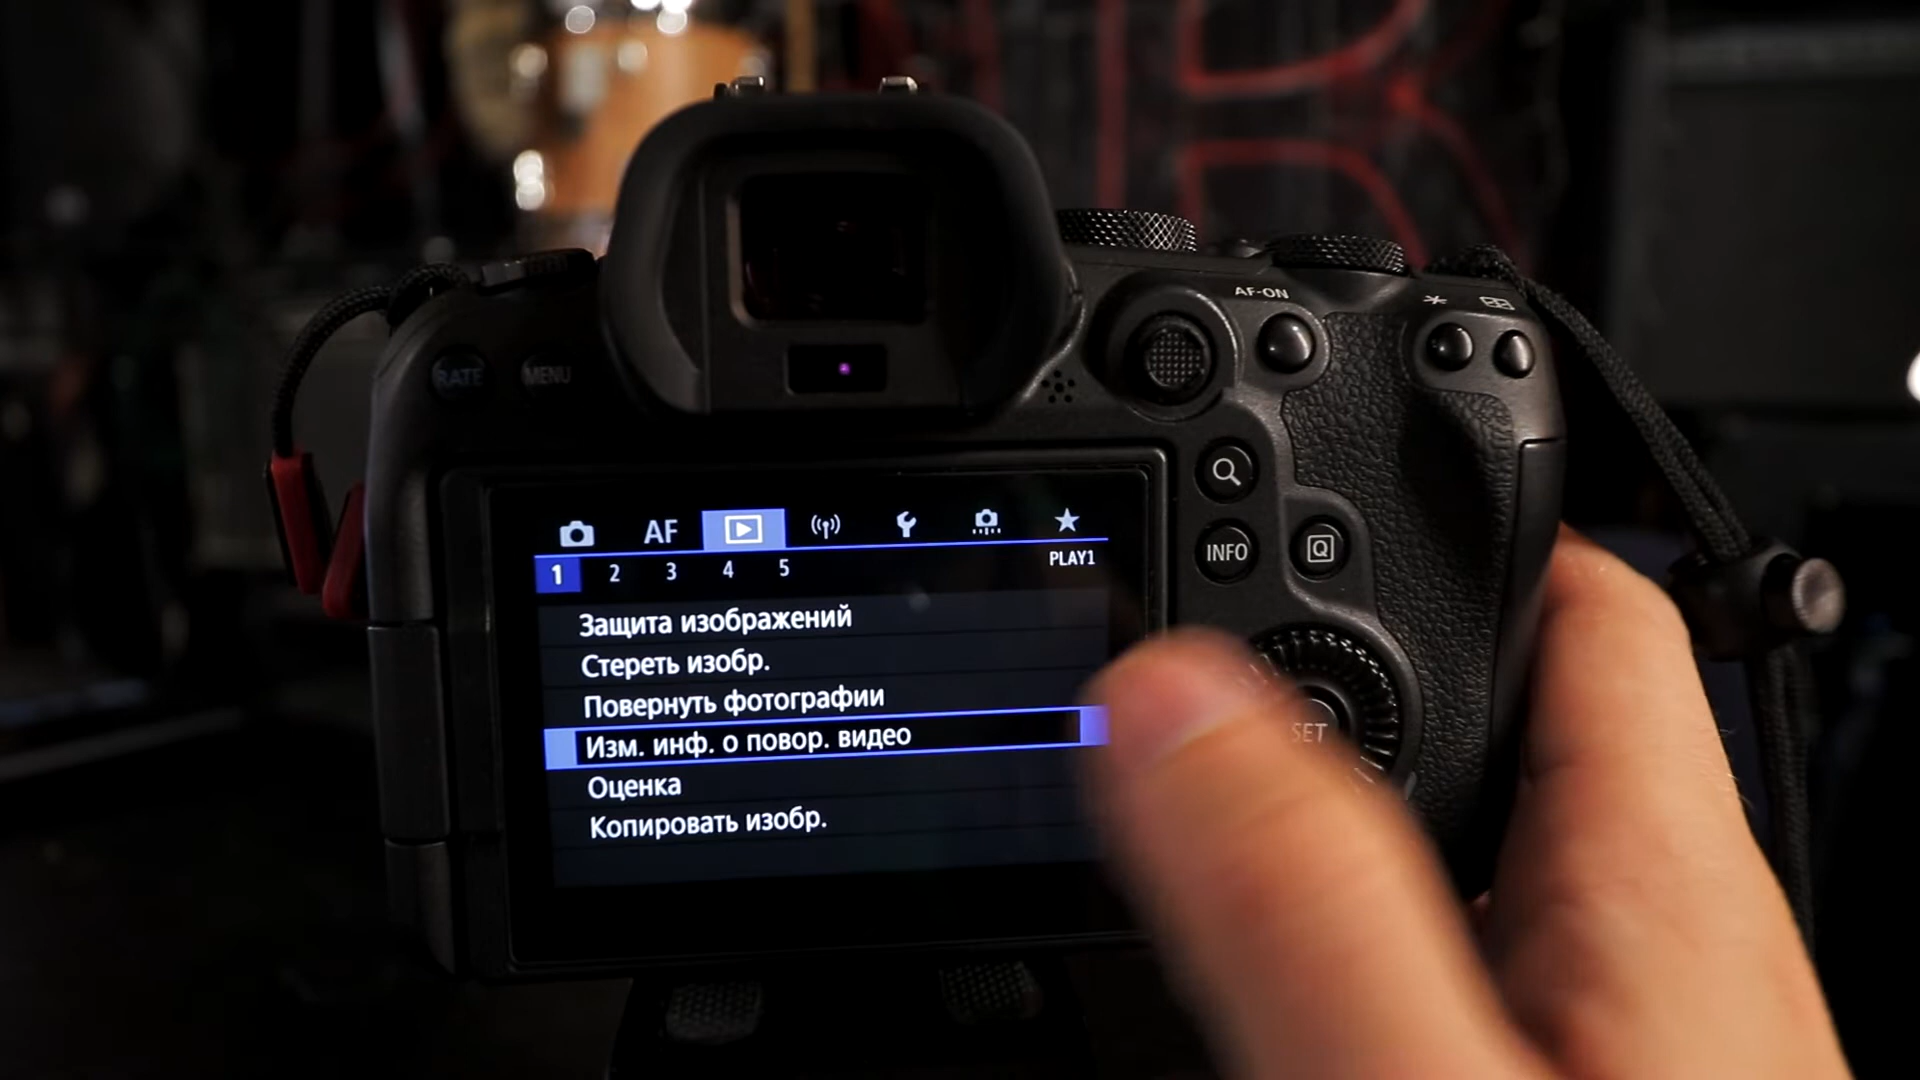 AF-ON
RATE MENU
AF
1 2 3 4 5 PLAY1
Защита изображений
Стереть изобр.
Повернуть фотографии
Изм. инф. о повор. видео
Оценка
Копировать изобр.
INFO Q
SET